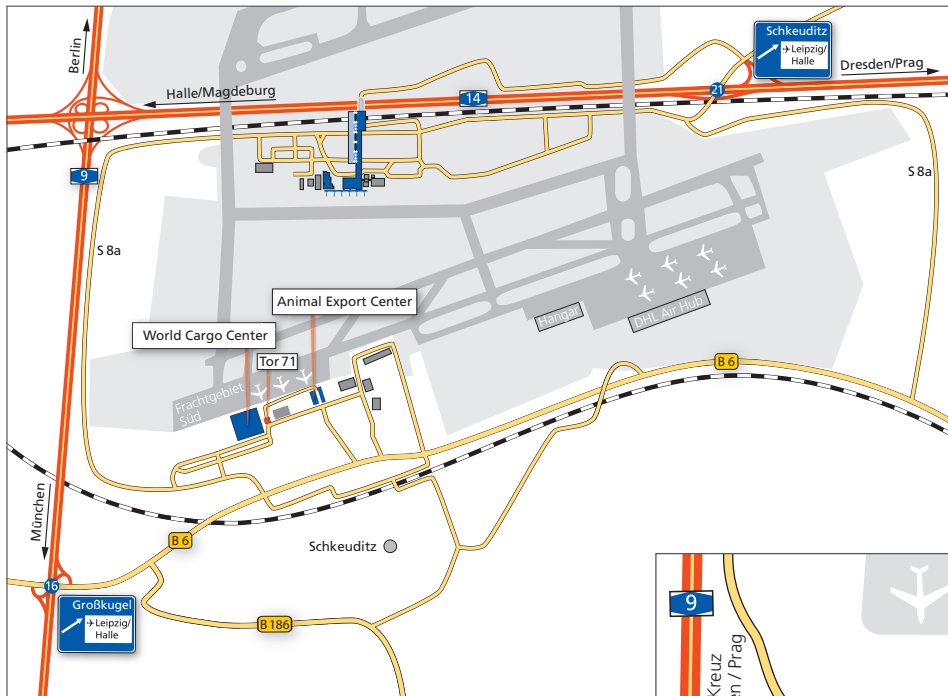 Berlin
Schkeuditz
Leipzig/
Halle
Dresden/Prag
Halle/Magdeburg
14
21
9
S 8a
S 8a
Animal Export Center
World Cargo Center
Tor 71
Hangar
DHL Air Hub
Frachtgebiet
Süd
B 6
München
B 6
Schkeuditz
16
Großkugel
Leipzig/
Halle
B 186
9
Kreuz
en / Prag